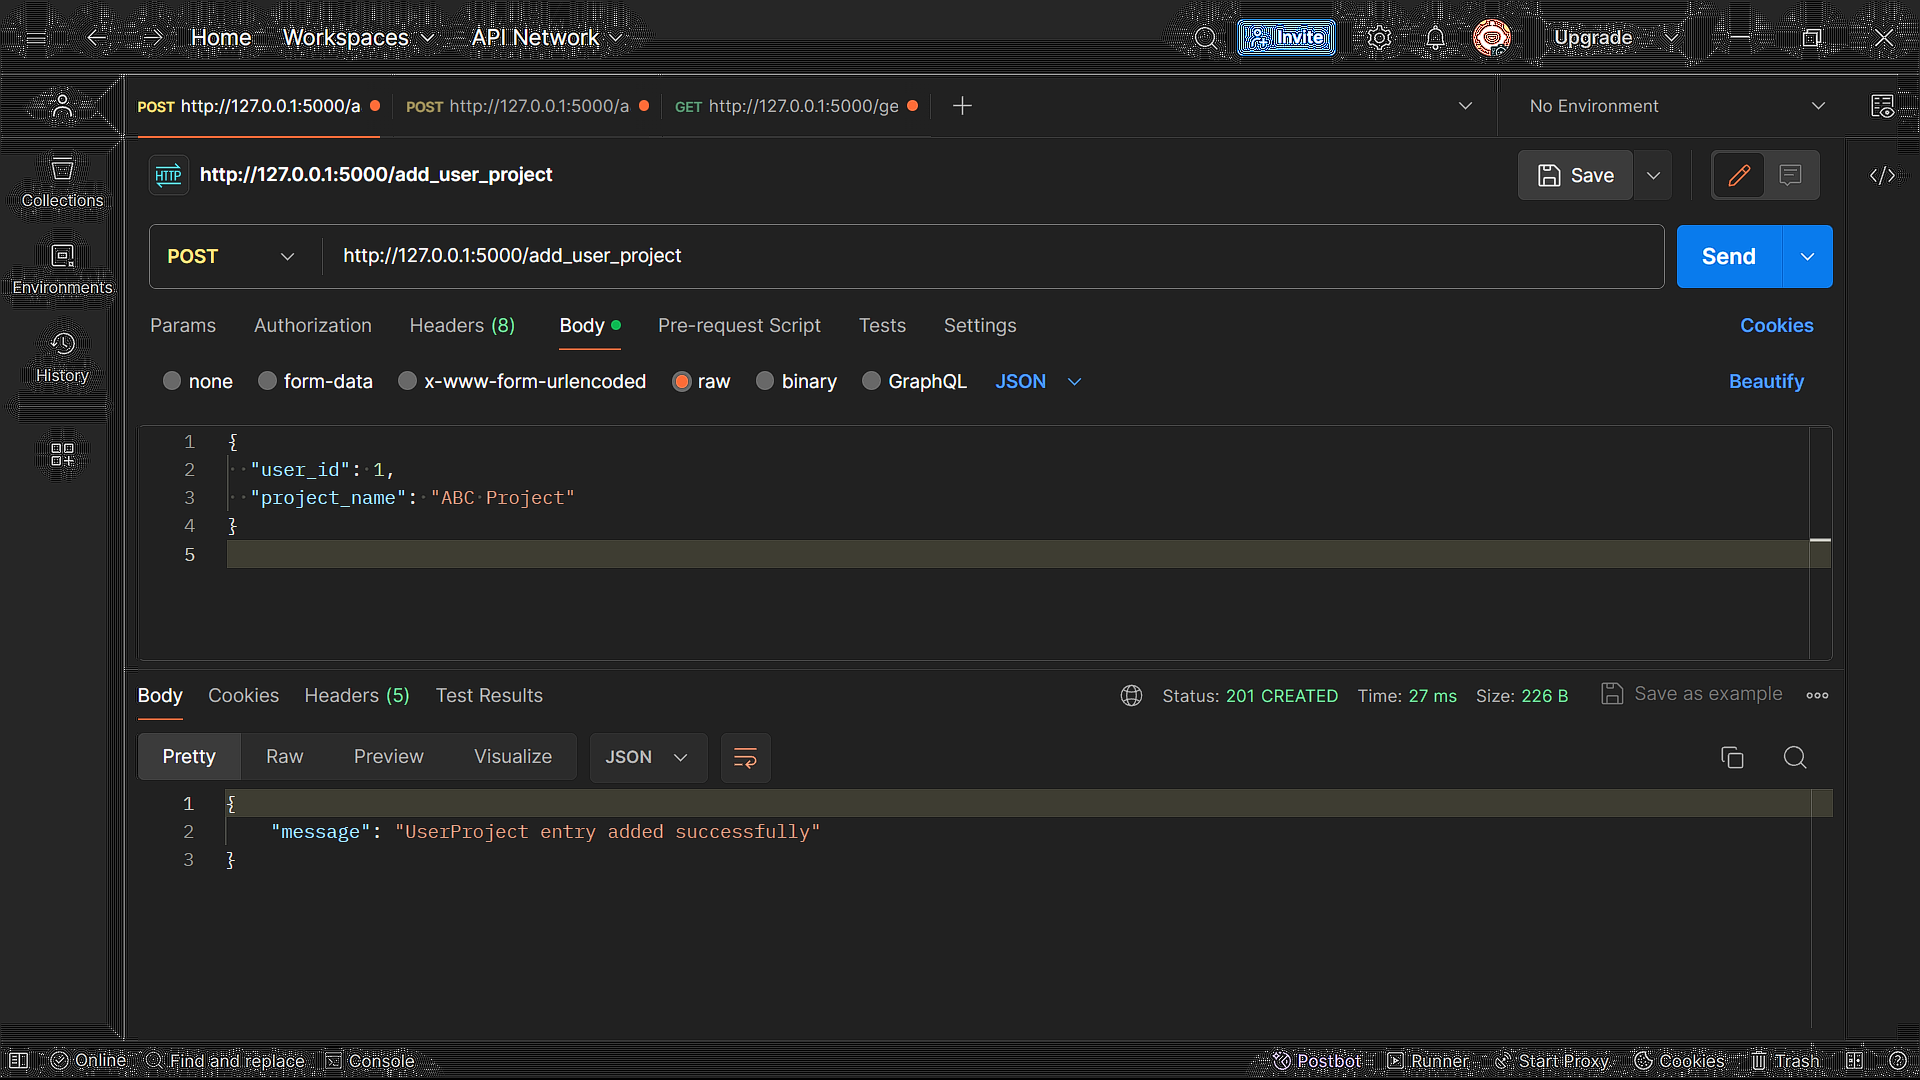 Home Workspaces API Network Invite Upgrade
POST http://127.0.0.1:5000/a POST http://127.0.0.1:5000/a GET http://127.0.0.1:5000/ge No Environment
HTTP http://127.0.0.1:5000/add_user_project Save
Collections
Environments
History
POST http://127.0.0.1:5000/add_user_project Send
Params Authorization Headers (8) Body Pre-request Script Tests Settings Cookies
none form-data x-www-form-urlencoded raw binary GraphQL JSON Beautify
1 {
2 "user_id": 1,
3 "project_name": "ABC Project"
4 }
5
Body Cookies Headers (5) Test Results Status: 201 CREATED Time: 27 ms Size: 226 B Save as example
Pretty Raw Preview Visualize JSON
1 {
2 "message": "UserProject entry added successfully"
3 }
Online Find and replace Console Postbot Runner Start Proxy Cookies Trash